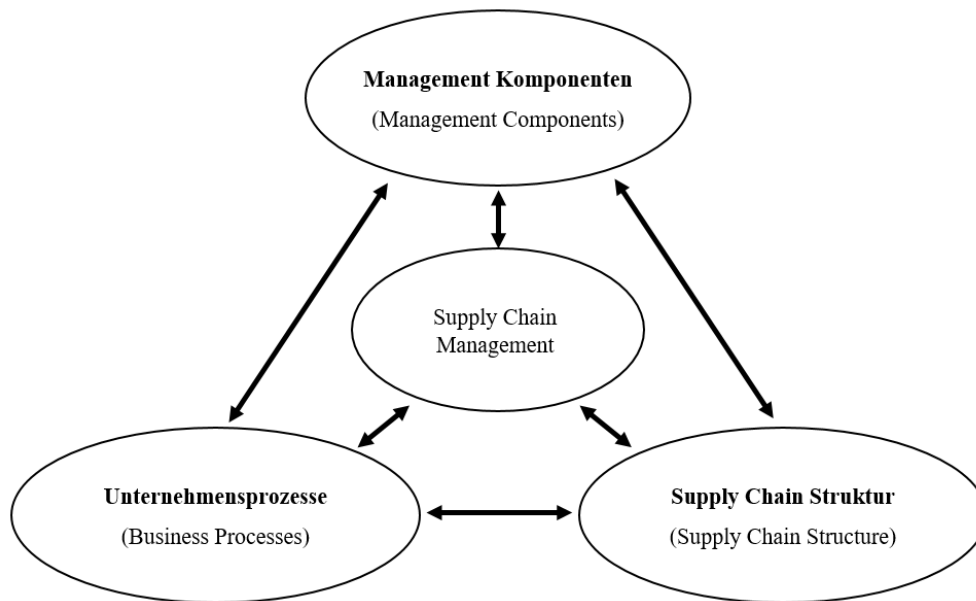 Management Komponenten
(Management Components)
Supply Chain
Management
Unternehmensprozesse
(Business Processes)
Supply Chain Struktur
(Supply Chain Structure)